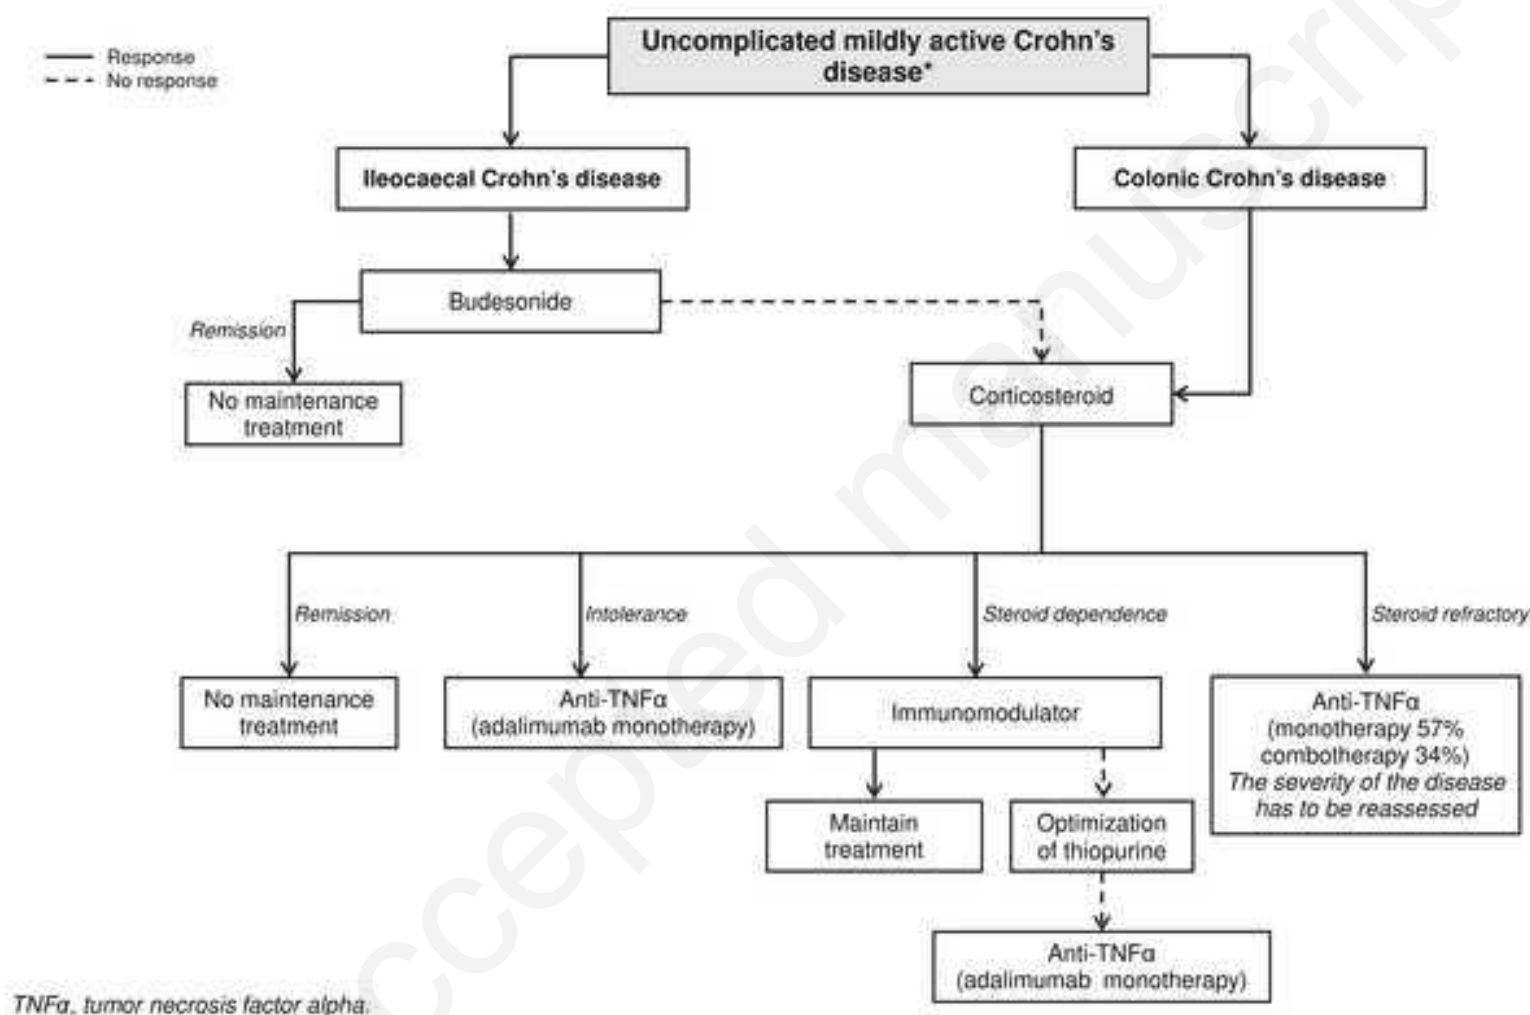 Uncomplicated mildly active Crohn's
disease*
Response
No response
Ileocaecal Crohn's disease
Colonic Crohn's disease
Budesonide
Remission
No maintenance
treatment
Corticosteroid
Remission
Intolerance
Steroid dependence
Steroid refractory
No maintenance
treatment
Anti-TNFα
(adalimumab monotherapy)
Immunomodulator
Anti-TNFα
(monotherapy 57%
combotherapy 34%)
The severity of the disease
has to be reassessed
Maintain
treatment
Optimization
of thiopurine
Anti-TNFα
(adalimumab monotherapy)
TNFα, tumor necrosis factor alpha.
ccepted manuscrip